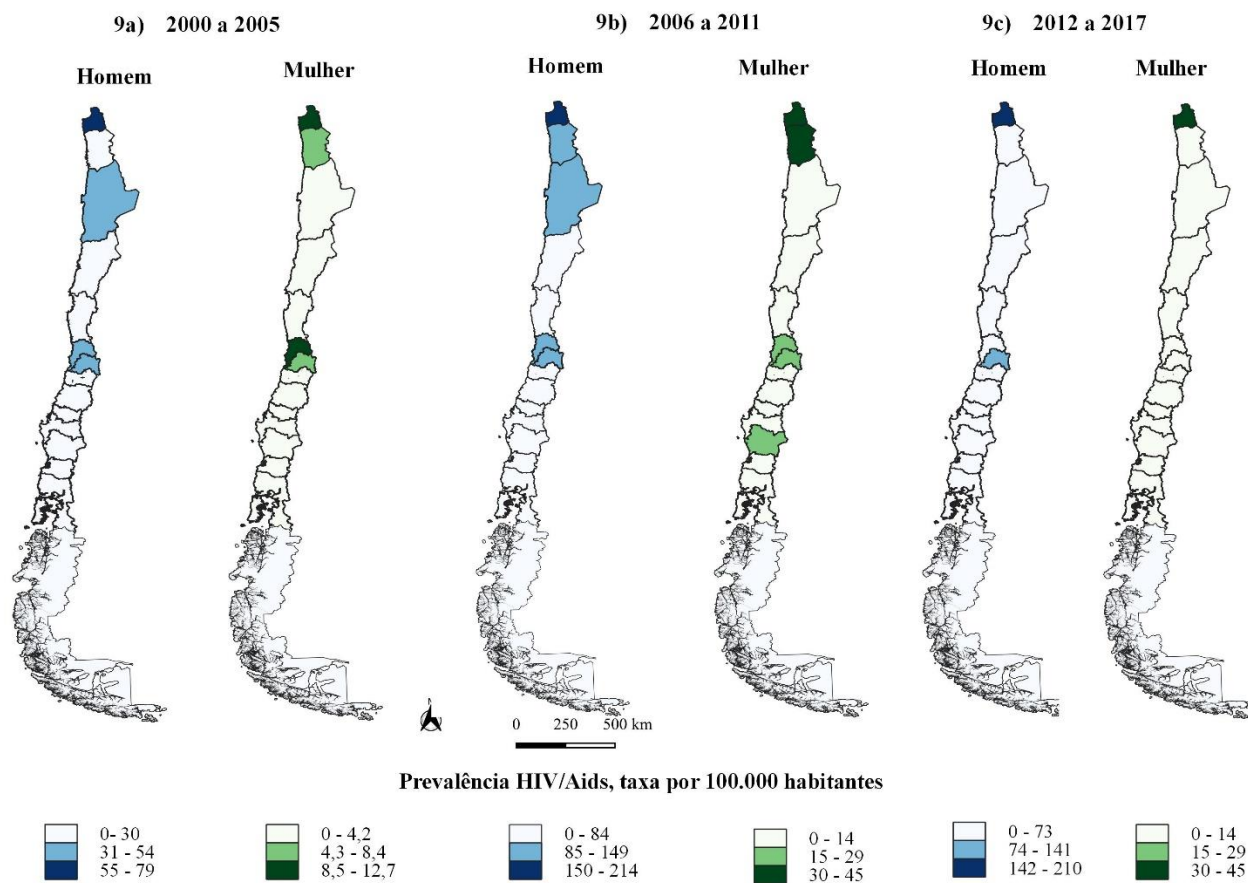 9a) 2000 a 2005
9b) 2006 a 2011
9c) 2012 a 2017
Homem
Mulher
Homem
Mulher
Homem
Mulher
0 250 500 km
Prevalência HIV/Aids, taxa por 100.000 habitantes
0- 30
31 - 54
55 - 79
0 - 4,2
4,3 - 8,4
8,5 - 12,7
0 - 84
85 - 149
150 - 214
0 - 14
15 - 29
30 - 45
0 - 73
74 - 141
142 - 210
0 - 14
15 - 29
30 - 45